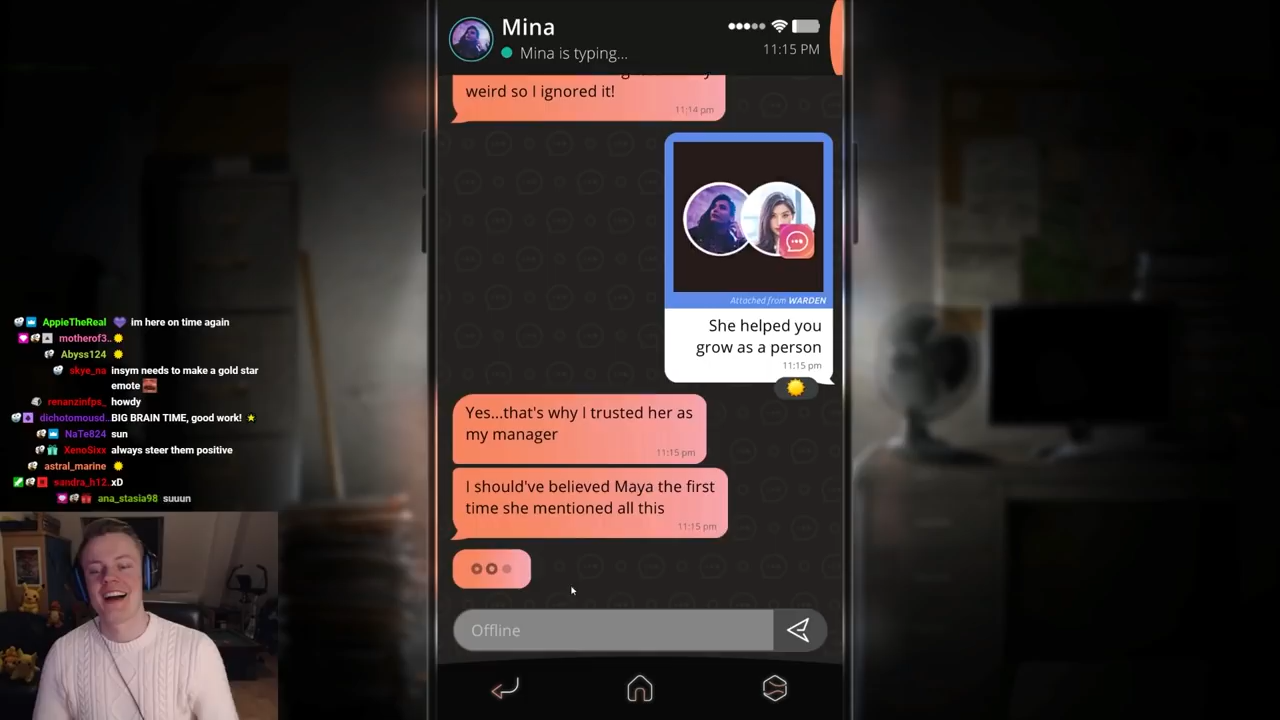 Mina
Mina is typing...
11:15 PM
weird so I ignored it!
11:14 pm
Attached from WARDEN
She helped you
grow as a person
11:15 pm
Yes...that's why I trusted her as
my manager
11:15 pm
I should've believed Maya the first
time she mentioned all this
11:15 pm
Offline
AppieTheReal im here on time again
motherof3..
Abyss124
skye_na insym needs to make a gold star
emote
renanzinfps_ howdy
dichotomousd.. BIG BRAIN TIME, good work!
NaTe824 sun
XenoSixx always steer them positive
astral_marine
sandra_h12.. xD
ana_stasia98 suuun